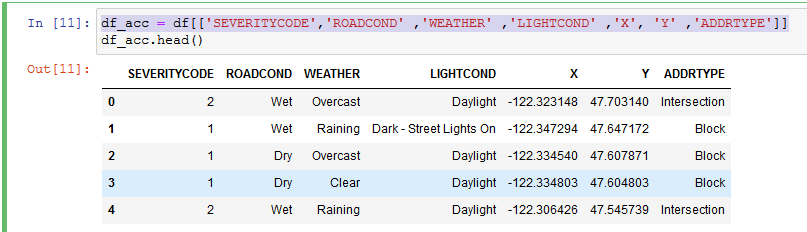 In [11]: df_acc = df[['SEVERITYCODE','ROADCOND' ,'WEATHER' ,'LIGHTCOND' ,'X', 'Y' ,'ADDRTYPE']]
df_acc.head()
Out[11]:
SEVERITYCODE ROADCOND WEATHER LIGHTCOND X Y ADDRTYPE
0 2 Wet Overcast Daylight -122.323148 47.703140 Intersection
1 1 Wet Raining Dark - Street Lights On -122.347294 47.647172 Block
2 1 Dry Overcast Daylight -122.334540 47.607871 Block
3 1 Dry Clear Daylight -122.334803 47.604803 Block
4 2 Wet Raining Daylight -122.306426 47.545739 Intersection